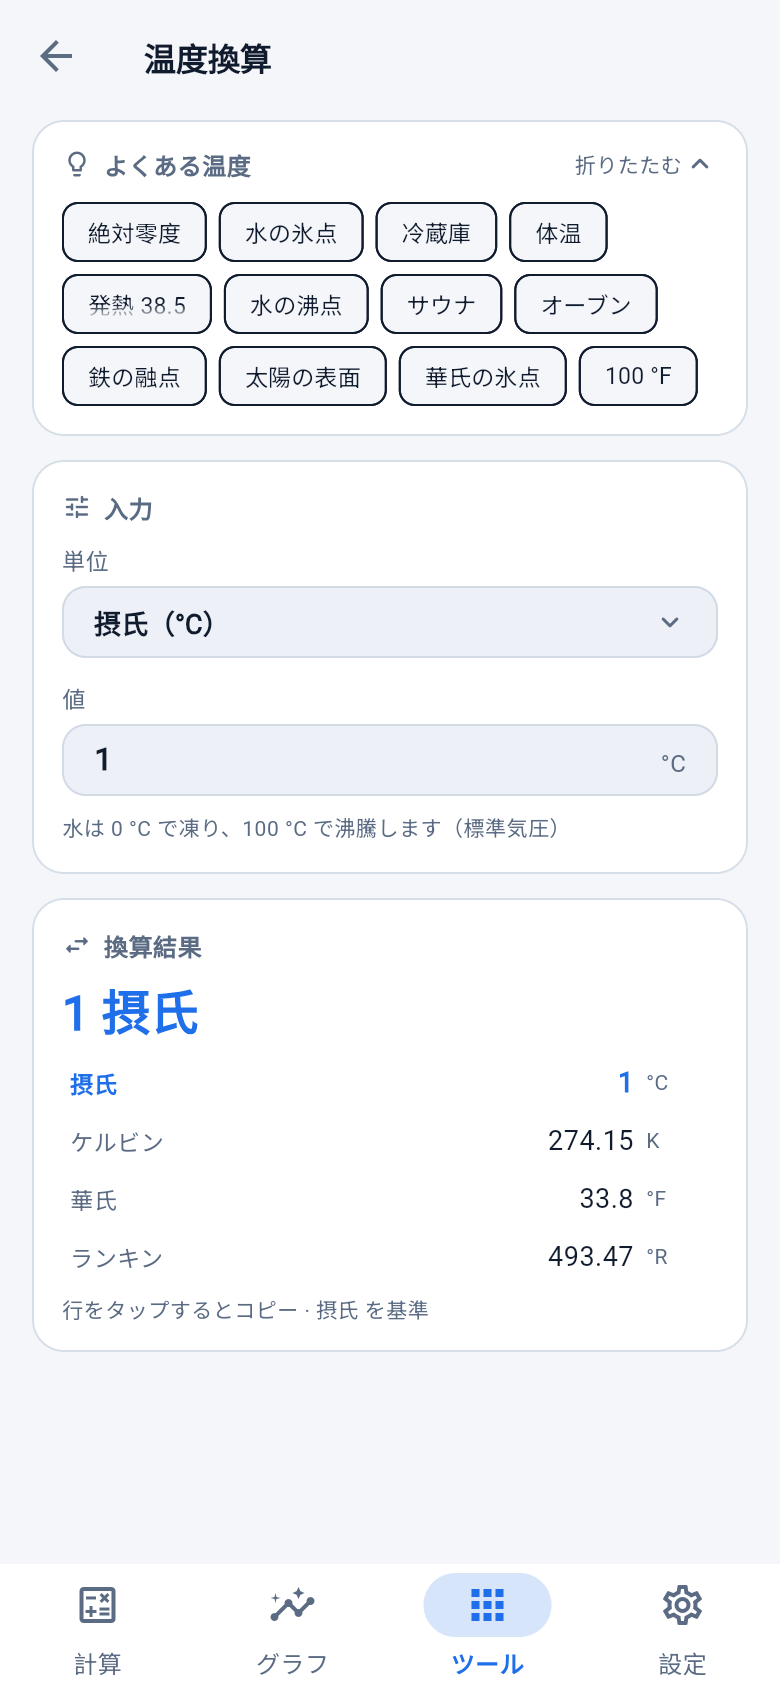 温度換算
よくある温度
折りたたむ
絶対零度 水の氷点 冷蔵庫 体温
発熱 38.5 水の沸点 サウナ オーブン
鉄の融点 太陽の表面 華氏の氷点 100 °F
入力
単位
摂氏（°C）
値
1 °C
水は 0 °C で凍り、100 °C で沸騰します（標準気圧）
換算結果
1 摂氏
摂氏 1 °C
ケルビン 274.15 K
華氏 33.8 °F
ランキン 493.47 °R
行をタップするとコピー · 摂氏 を基準
計算 グラフ ツール 設定